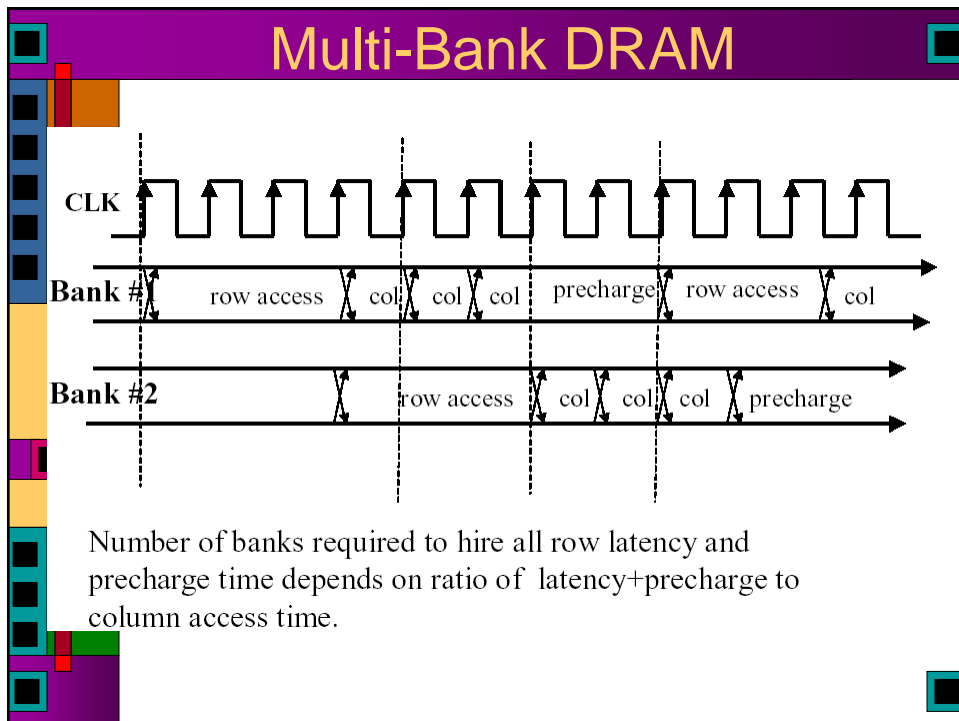 Multi-Bank DRAM
CLK
Bank #1 row access col col col precharge row access col
Bank #2 row access col col col precharge
Number of banks required to hire all row latency and
precharge time depends on ratio of latency+precharge to
column access time.